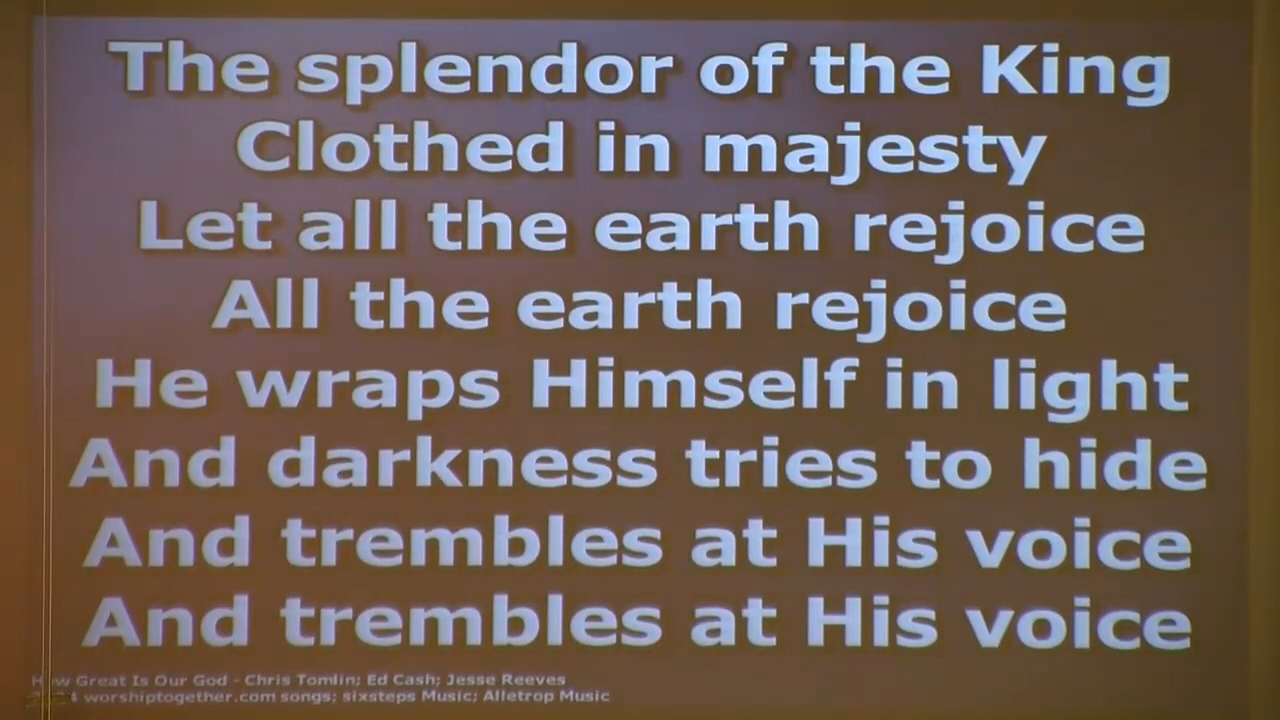 The splendor of the King
Clothed in majesty
Let all the earth rejoice
All the earth rejoice
He wraps Himself in light
And darkness tries to hide
And trembles at His voice
And trembles at His voice
How Great Is Our God - Chris Tomlin; Ed Cash; Jesse Reeves
worshiptogether.com songs; sixsteps Music; Alletrop Music